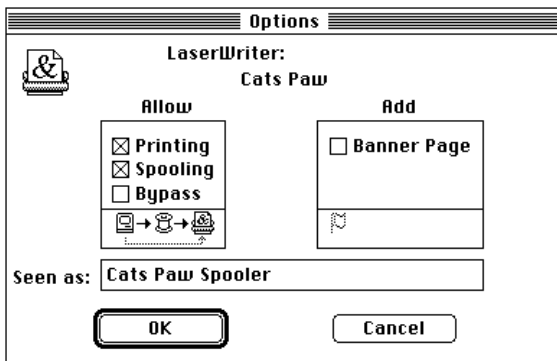 Options
LaserWriter:
Cats Paw
Allow
Add
Printing
Spooling
Bypass
Banner Page
Seen as: Cats Paw Spooler
OK
Cancel